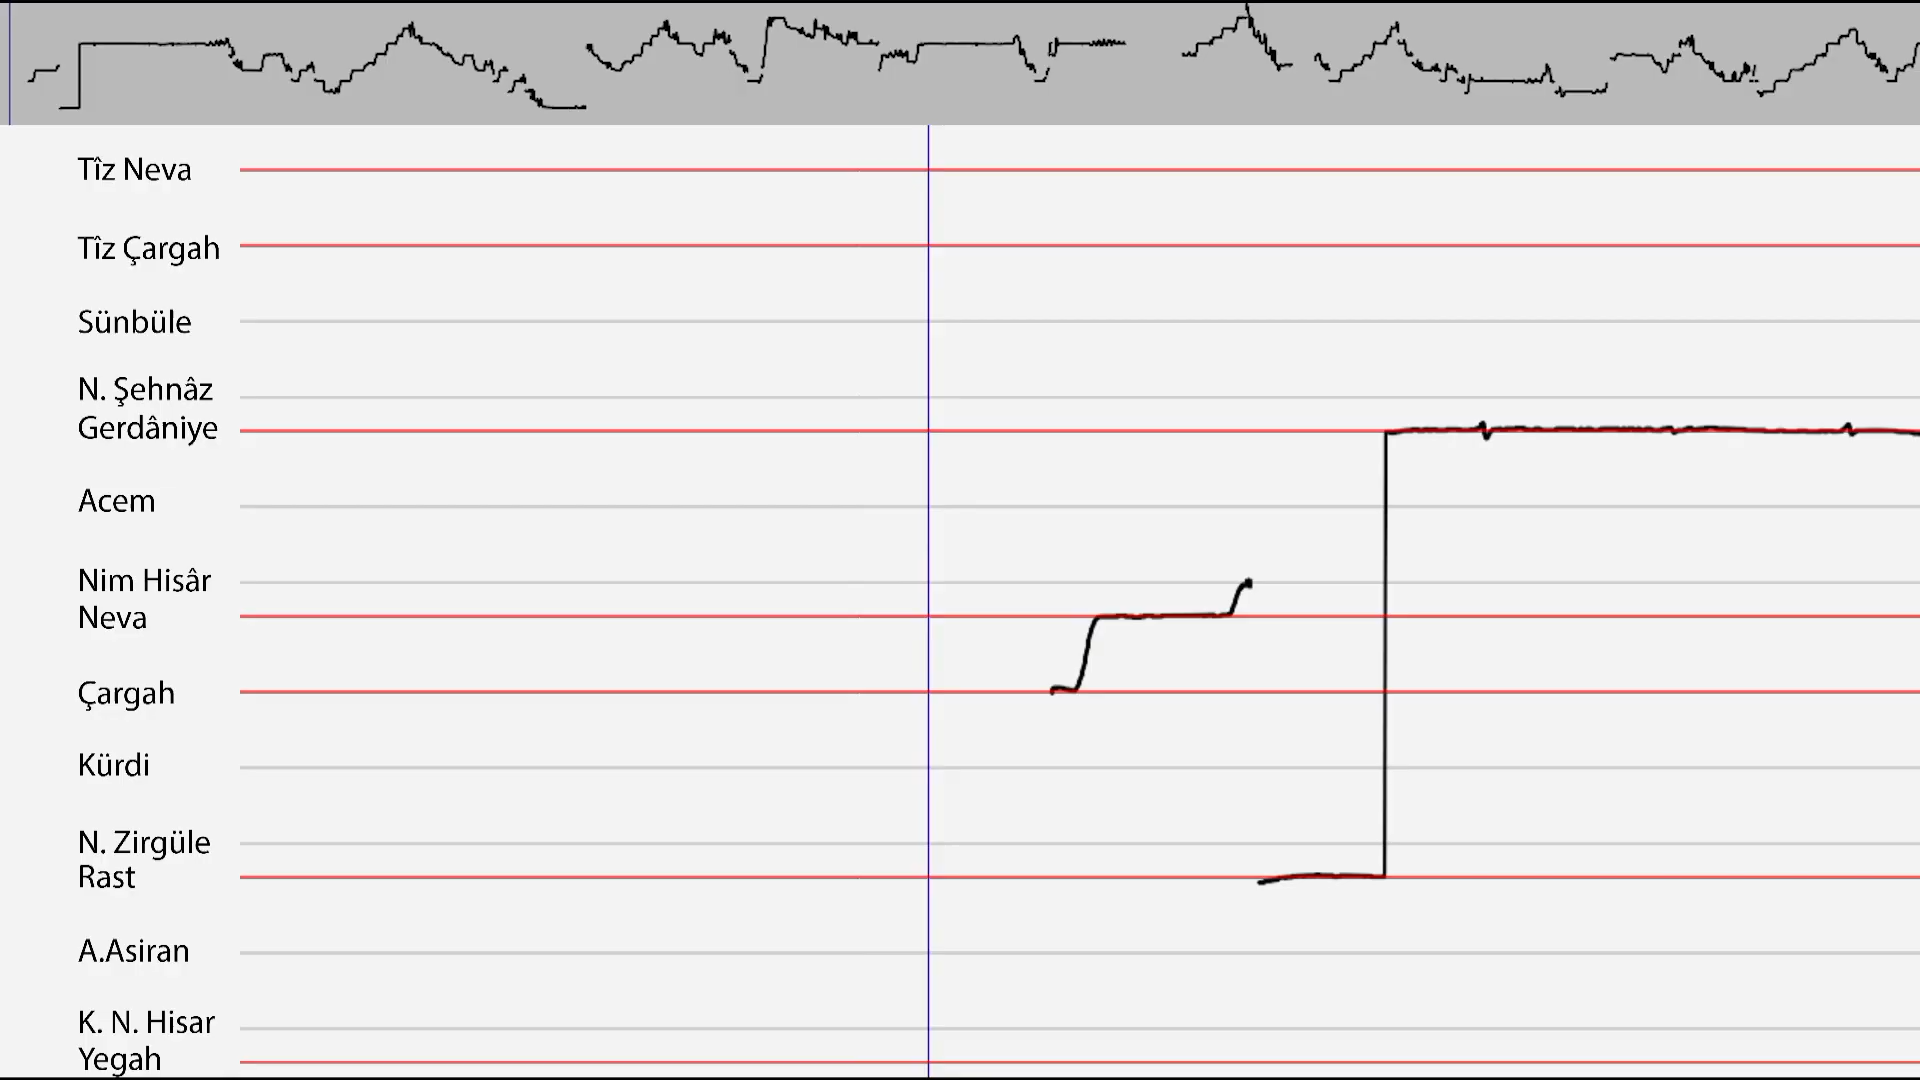 Tîz Neva
Tîz Çargah
Sünbüle
N. Şehnâz
Gerdâniye
Acem
Nim Hisâr
Neva
Çargah
Kürdi
N. Zirgüle
Rast
A.Asiran
K. N. Hisar
Yegah